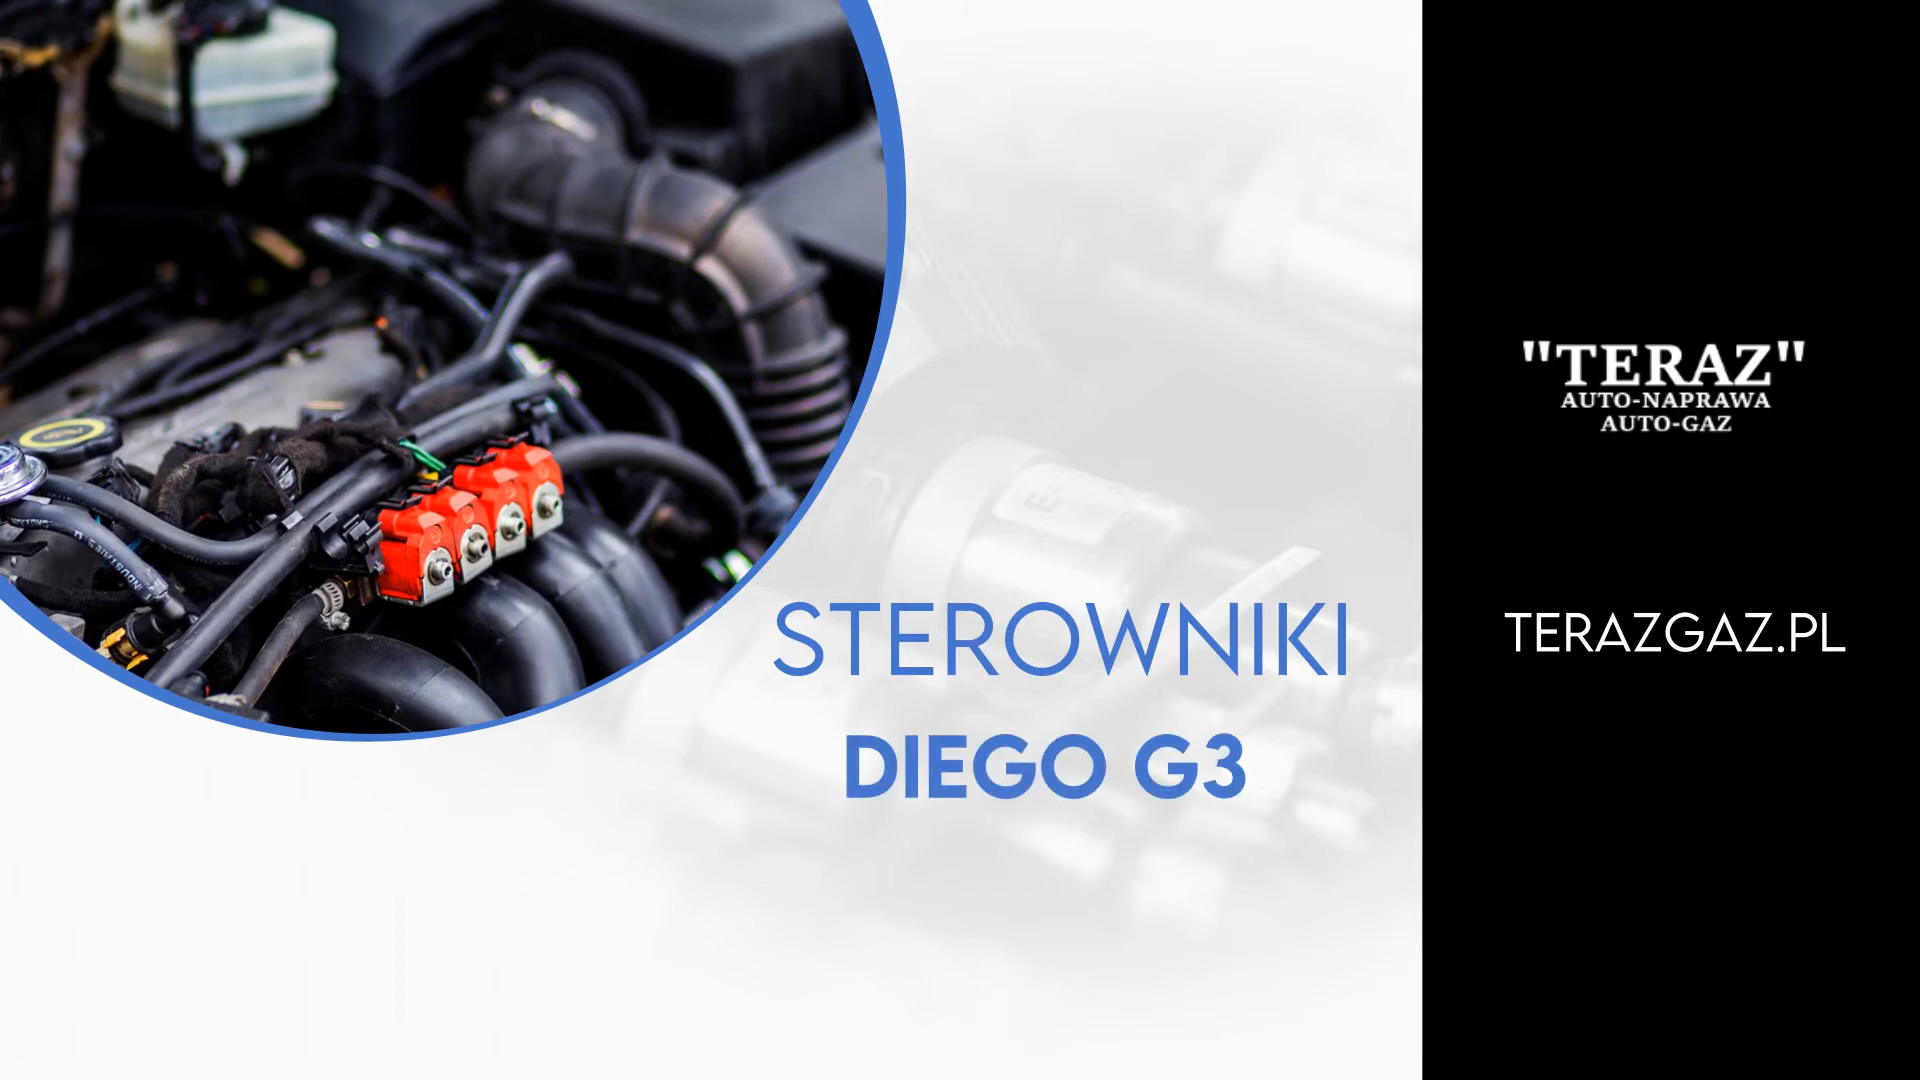 STEROWNIKI
DIEGO G3
"TERAZ"
AUTO-NAPRAWA
AUTO-GAZ
TERAZGAZ.PL